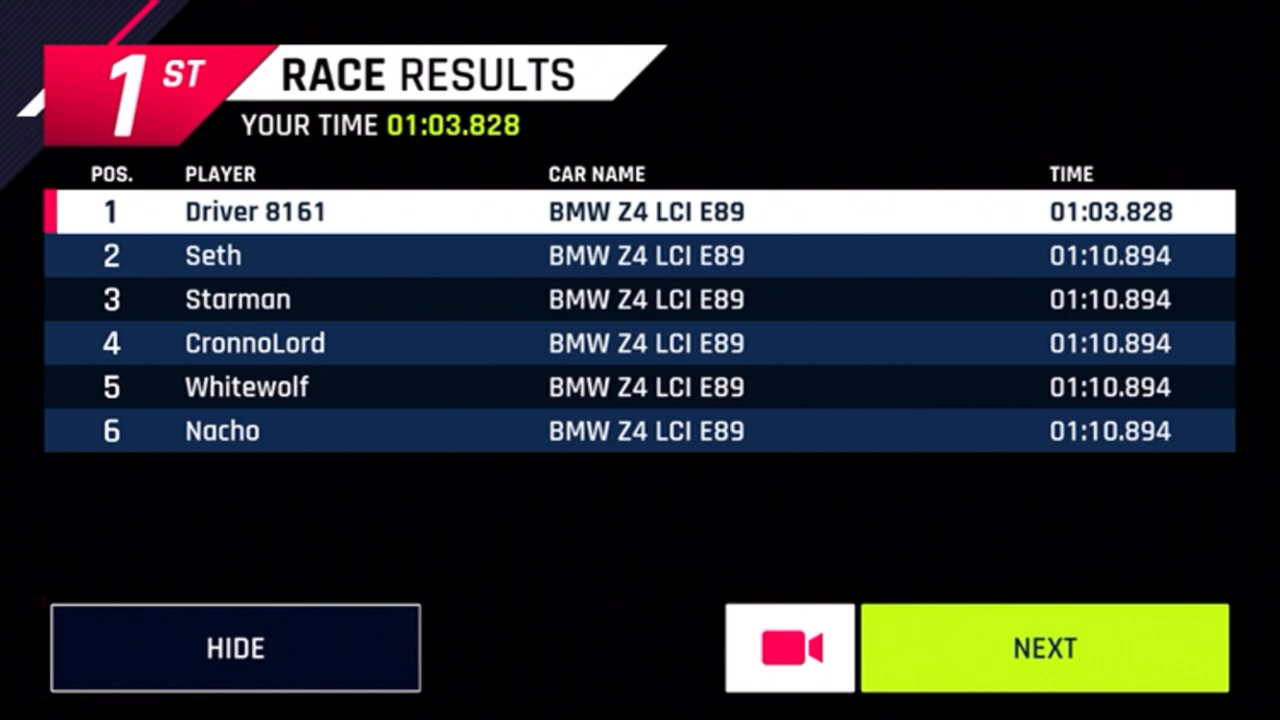 1ST RACE RESULTS
YOUR TIME 01:03.828
POS. PLAYER CAR NAME TIME
1 Driver 8161 BMW Z4 LCI E89 01:03.828
2 Seth BMW Z4 LCI E89 01:10.894
3 Starman BMW Z4 LCI E89 01:10.894
4 CronnoLord BMW Z4 LCI E89 01:10.894
5 Whitewolf BMW Z4 LCI E89 01:10.894
6 Nacho BMW Z4 LCI E89 01:10.894
HIDE NEXT